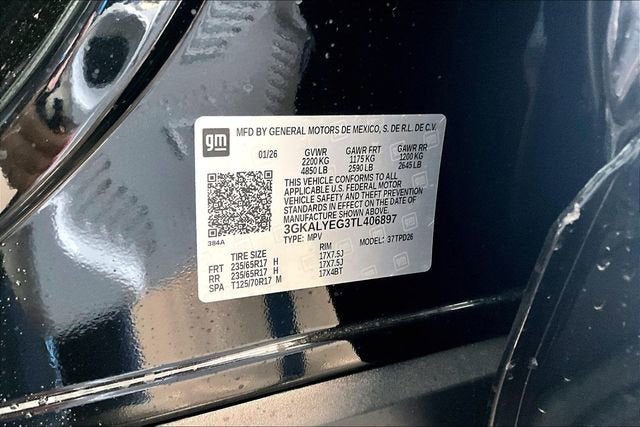 gm
MFD BY GENERAL MOTORS DE MEXICO, S. DE R.L. DE C.V.
01/26 GVWR GAWR FRT GAWR RR
2200 KG 1175 KG 1200 KG
4850 LB 2590 LB 2645 LB
THIS VEHICLE CONFORMS TO ALL
APPLICABLE U.S. FEDERAL MOTOR
VEHICLE SAFETY AND THEFT PREVENTION
STANDARDS IN EFFECT ON THE DATE OF
MANUFACTURE SHOWN ABOVE.
3GKALYEG3TL406897
384A TYPE: MPV MODEL: 37TPD26
TIRE SIZE RIM
FRT 235/65R17 H 17X7.5J
RR 235/65R17 H 17X7.5J
SPA T125/70R17 M 17X4BT